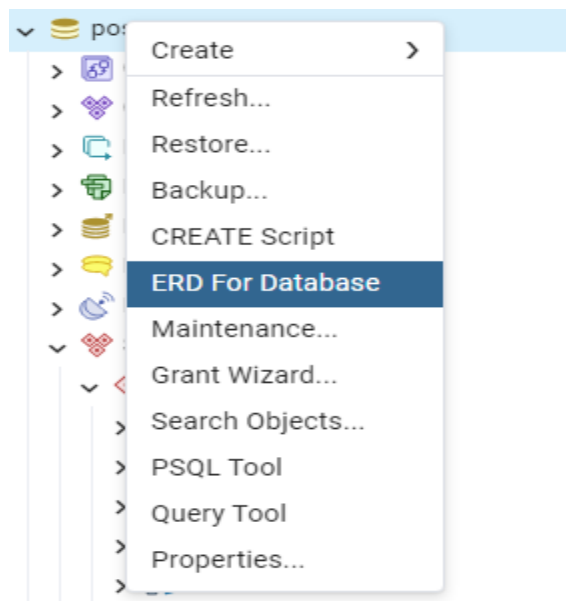 Create
Refresh...
Restore...
Backup...
CREATE Script
ERD For Database
Maintenance...
Grant Wizard...
Search Objects...
PSQL Tool
Query Tool
Properties...